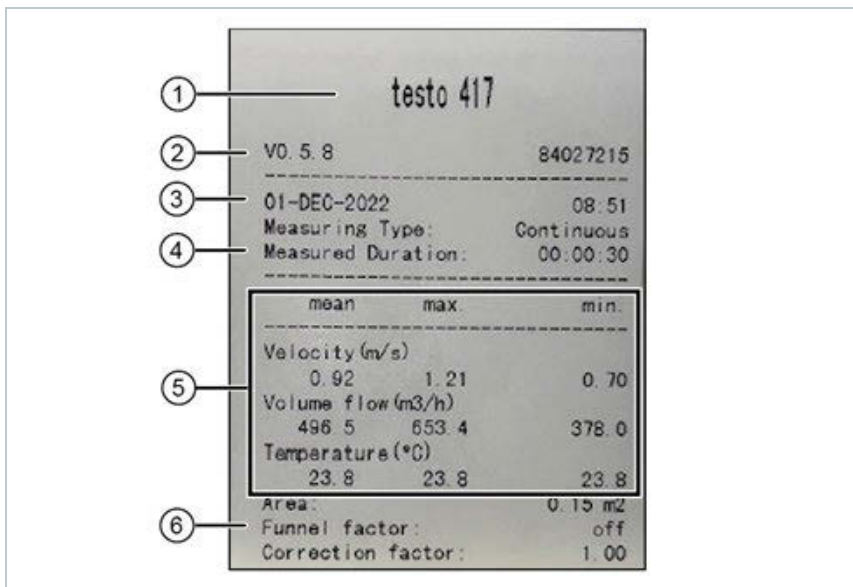 testo 417
① 
② V0.5.8 84027215
③ 01-DEC-2022 08:51
Measuring Type: Continuous
④ Measured Duration: 00:00:30
mean max. min.
Velocity(m/s)
0.92 1.21 0.70
⑤
Volume flow(m3/h)
496.5 653.4 378.0
Temperature(°C)
23.8 23.8 23.8
Area: 0.15 m2
⑥ Funnel factor: off
Correction factor: 1.00